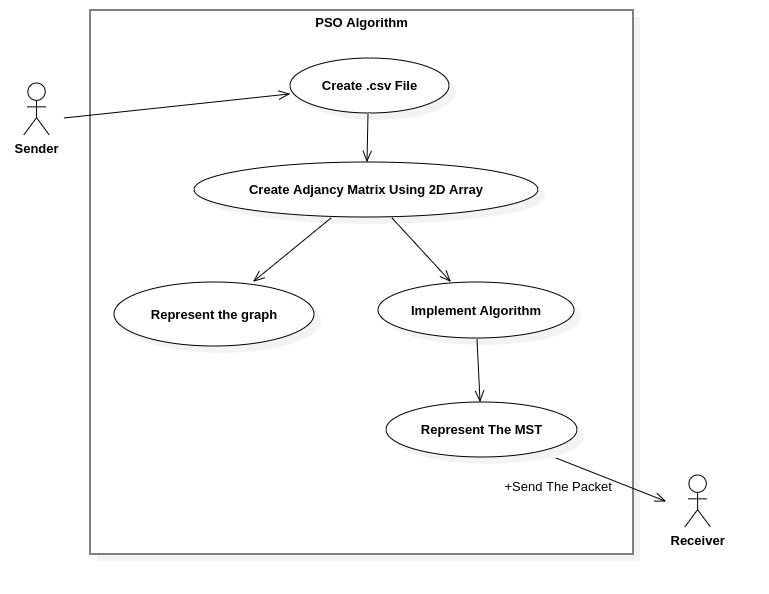 PSO Algorithm
Create .csv File
Sender
Create Adjancy Matrix Using 2D Array
Represent the graph
Implement Algorithm
Represent The MST
+Send The Packet
Receiver